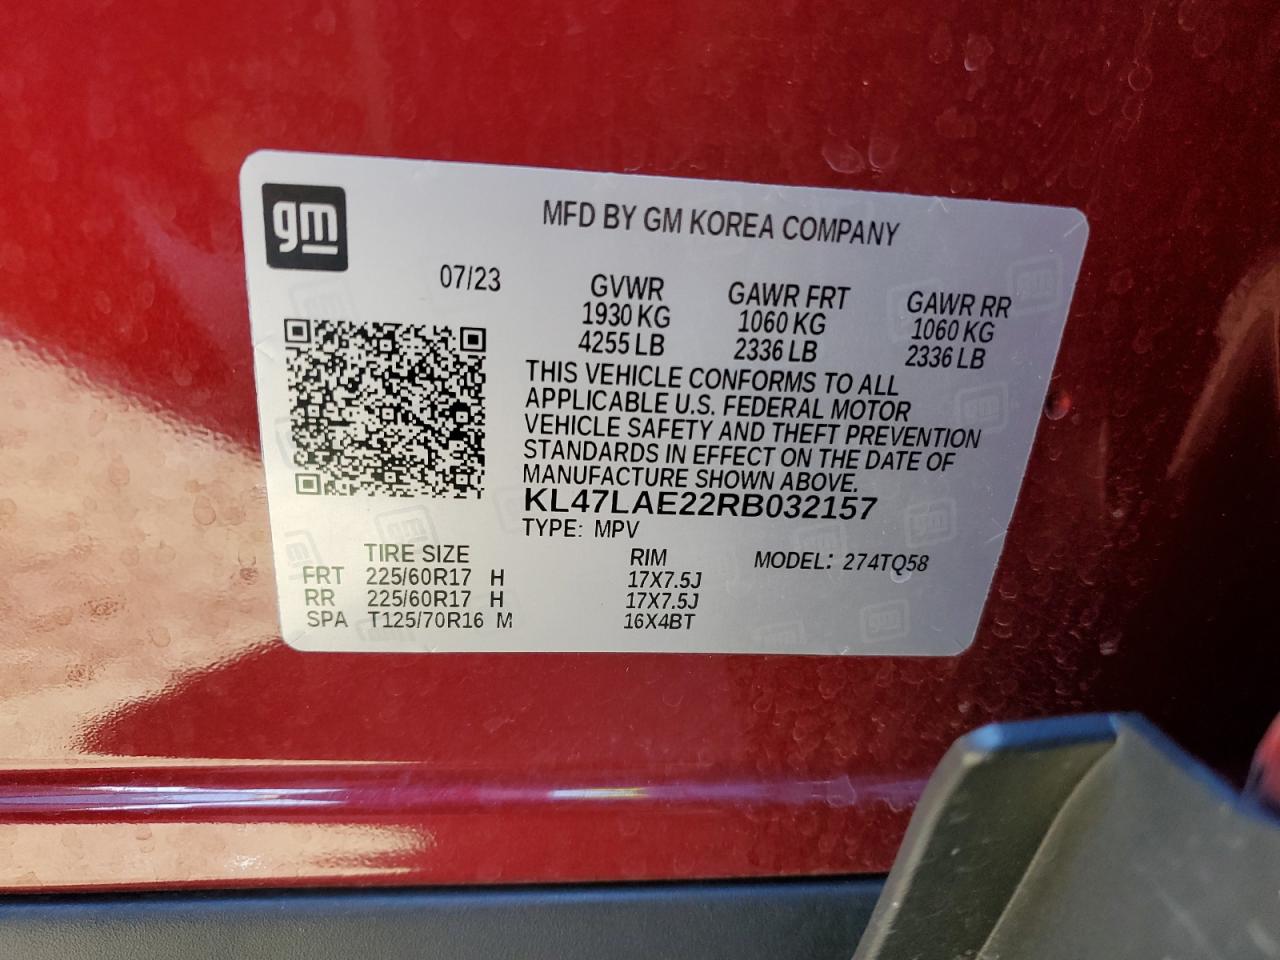 gm
MFD BY GM KOREA COMPANY
07/23
GVWR GAWR FRT GAWR RR
1930 KG 1060 KG 1060 KG
4255 LB 2336 LB 2336 LB
THIS VEHICLE CONFORMS TO ALL
APPLICABLE U.S. FEDERAL MOTOR
VEHICLE SAFETY AND THEFT PREVENTION
STANDARDS IN EFFECT ON THE DATE OF
MANUFACTURE SHOWN ABOVE.
KL47LAE22RB032157
TYPE: MPV
TIRE SIZE RIM MODEL: 274TQ58
FRT 225/60R17 H 17X7.5J
RR 225/60R17 H 17X7.5J
SPA T125/70R16 M 16X4BT